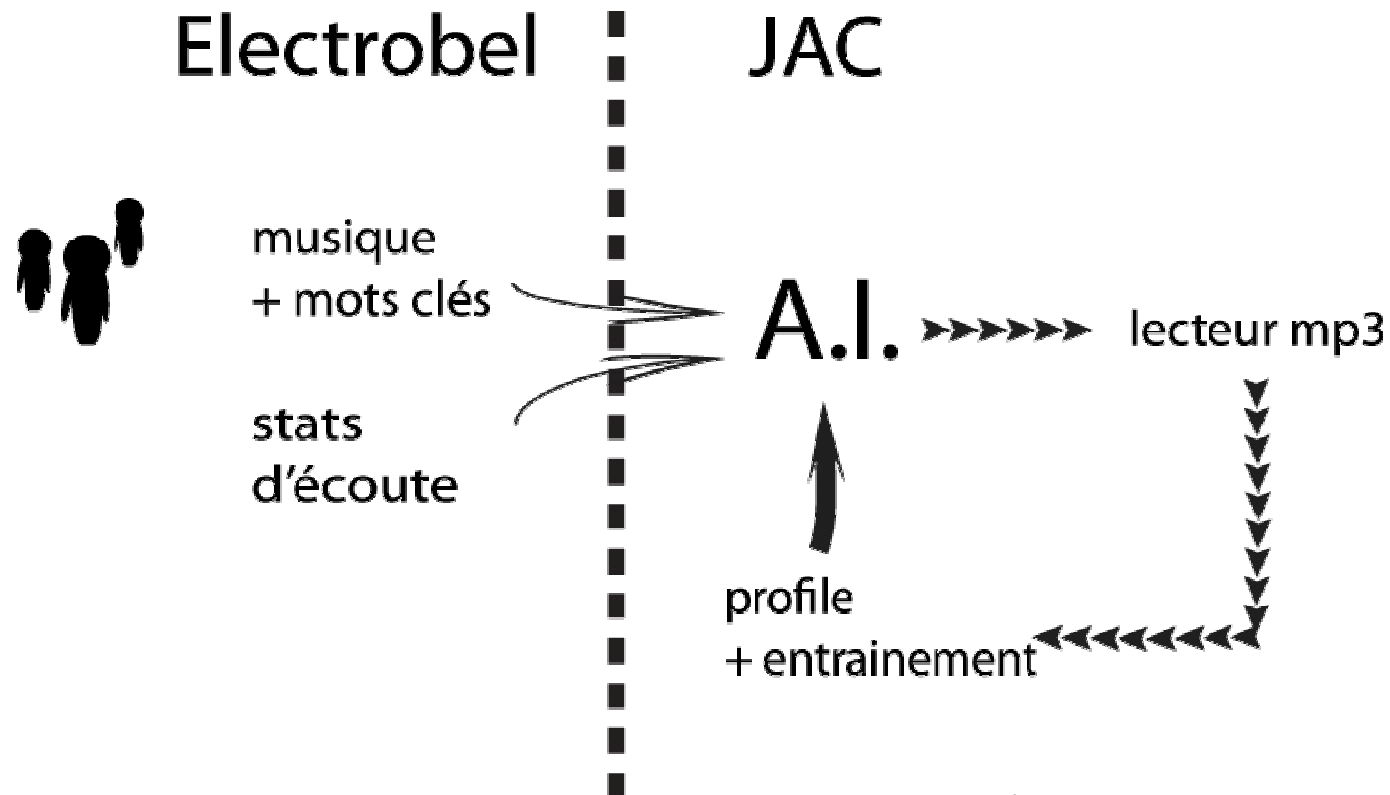 Electrobel
JAC
musique
+ mots clés
stats
d'écoute
A.I.
lecteur mp3
profile
+ entrainement